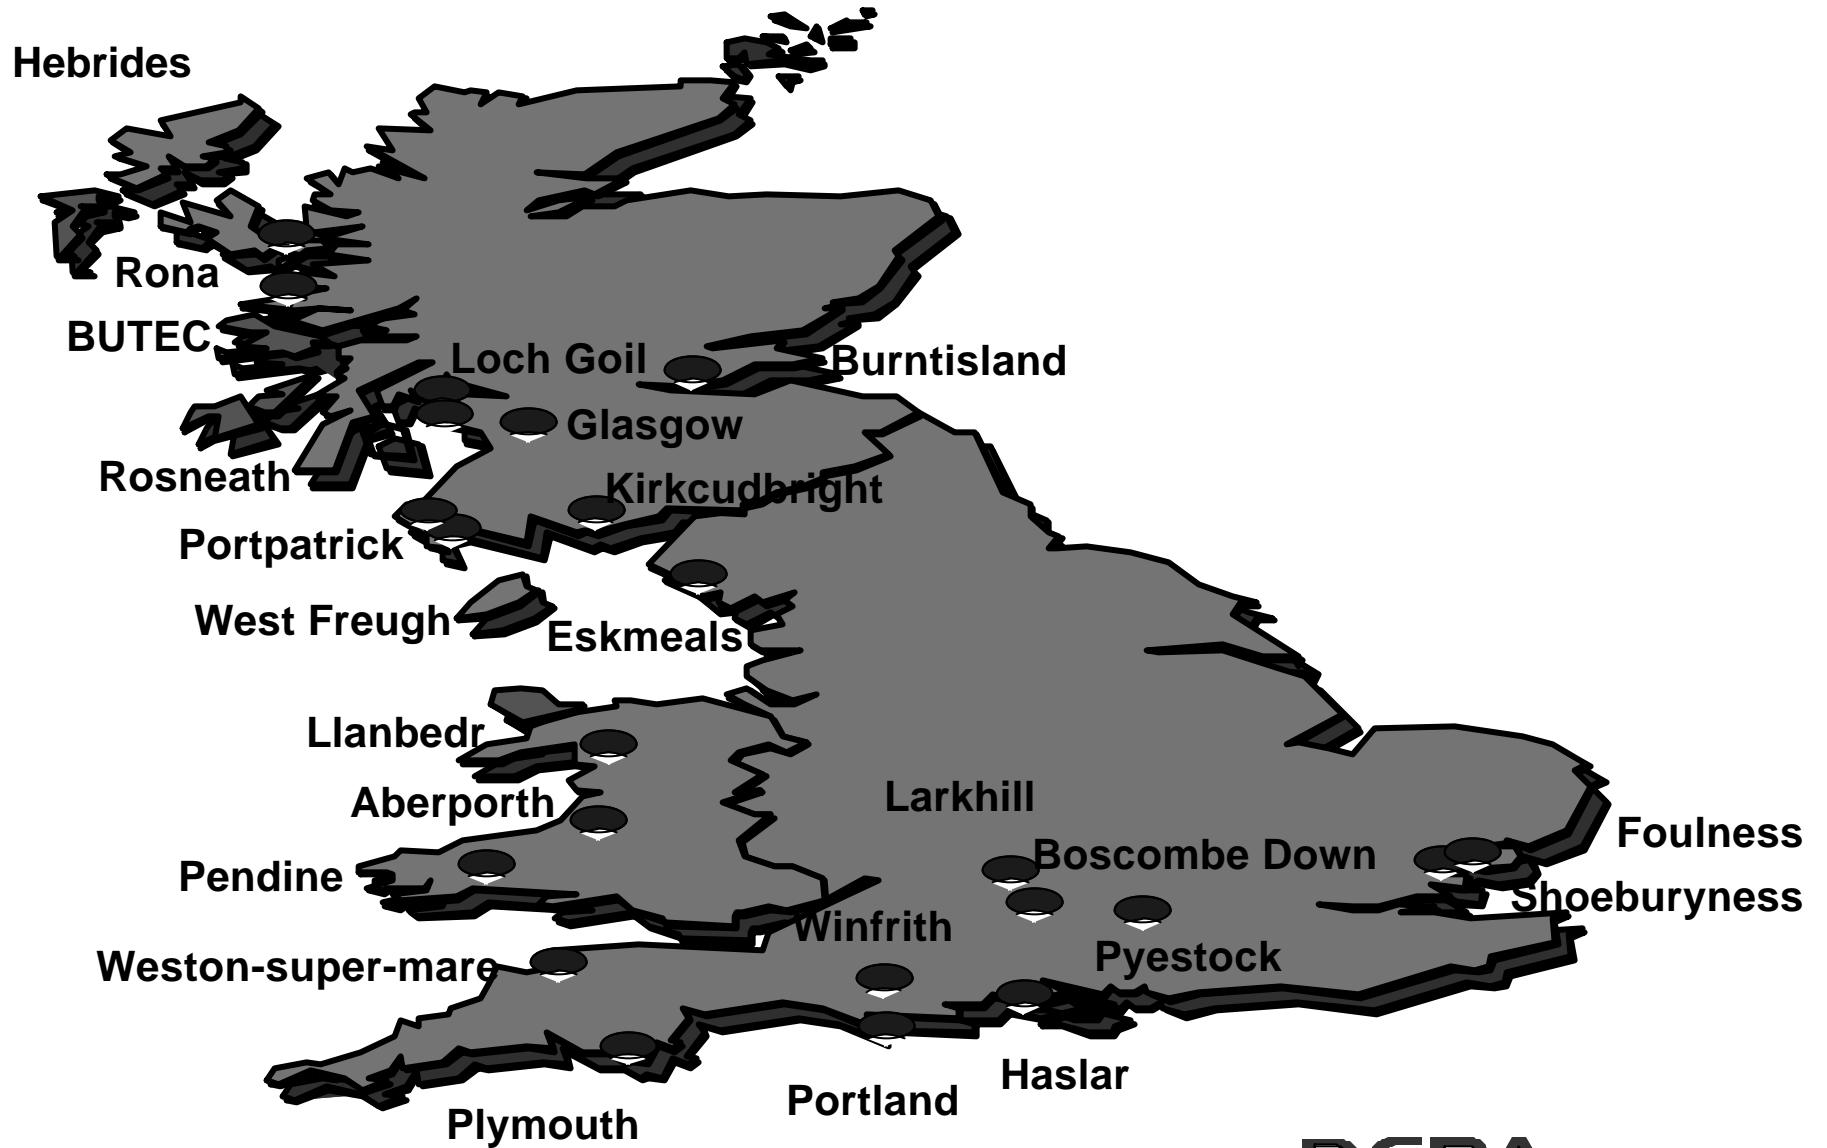 Hebrides
Rona
BUTEC
Loch Goil
Burntisland
Glasgow
Rosneath
Kirkcudbright
Portpatrick
West Freugh
Eskmeals
Llanbedr
Larkhill
Aberporth
Foulness
Boscombe Down
Pendine
Shoeburyness
Winfrith
Pyestock
Weston-super-mare
Haslar
Portland
Plymouth